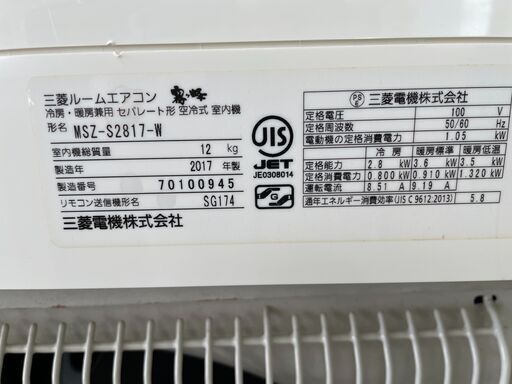 三菱ルームエアコン 霧ヶ峰
冷房・暖房兼用 セパレート形 空冷式 室内機
形名 MSZ-S2817-W
室内機総質量 12 kg
製造年 2017 年製
製造番号 70100945
リモコン送信機形名 SG174
三菱電機株式会社
JIS
JET
JE0308014
PS
E
三菱電機株式会社
定格電圧 100 V
定格周波数 50/60 Hz
電動機の定格消費電力 1.05 kW
冷房 暖房標準 暖房低温
定格能力 2.8 kW 3.6 kW 3.5 kW
定格消費電力 0.800 kW 0.910 kW 1.320 kW
運転電流 8.51 A 9.19 A
通年エネルギー消費効率(JIS C 9612:2013) 5.8